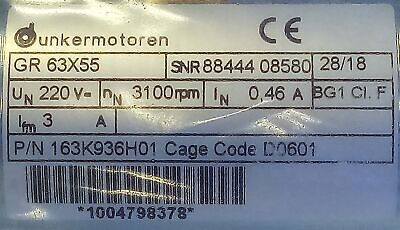 dunkermotoren CE
GR 63X55 SNR 88444 08580 28/18
UN 220 V= nN 3100 rpm IN 0,46 A BG1 Cl. F
Ifm 3 A
P/N 163K936H01 Cage Code D0601
*1004798378*